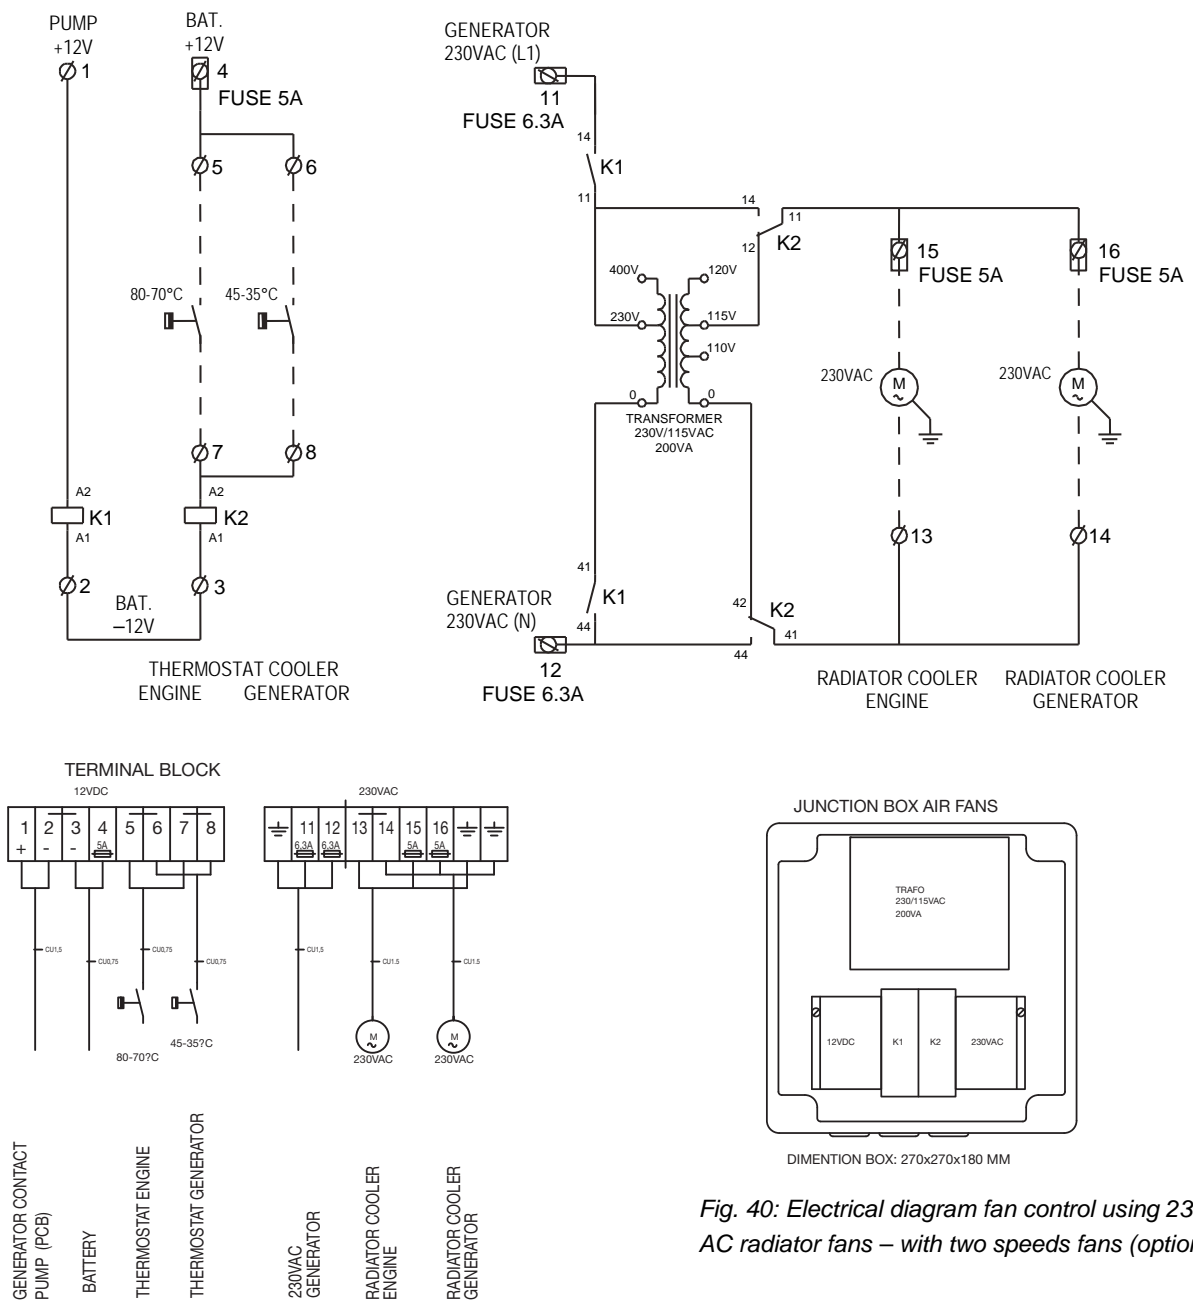 PUMP
+12V
1
BAT.
+12V
4
FUSE 5A
5
6
80-70°C
45-35°C
7
8
A2
K1
A1
A2
K2
A1
2
3
BAT.
–12V
THERMOSTAT COOLER
ENGINE GENERATOR
GENERATOR
230VAC (L1)
11
FUSE 6.3A
14
K1
11
14
11
12
K2
400V
120V
230V
115V
110V
0
0
TRANSFORMER
230V/115VAC
200VA
15
FUSE 5A
16
FUSE 5A
230VAC
M
~
230VAC
M
~
13
14
41
K1
44
GENERATOR
230VAC (N)
12
FUSE 6.3A
42
K2
41
44
RADIATOR COOLER
ENGINE
RADIATOR COOLER
GENERATOR
TERMINAL BLOCK
12VDC
1 2 3 4 5 6 7 8
+ - - 5A
CU1,5
CU0,75
CU0,75
CU0,75
80-70?C
45-35?C
GENERATOR CONTACT
PUMP (PCB)
BATTERY
THERMOSTAT ENGINE
THERMOSTAT GENERATOR
230VAC
11 12 13 14 15 16
6,3A 6,3A 5A 5A
CU1,5
CU1.5
CU1.5
M
~
230VAC
M
~
230VAC
230VAC
GENERATOR
RADIATOR COOLER
ENGINE
RADIATOR COOLER
GENERATOR
JUNCTION BOX AIR FANS
TRAFO
230/115VAC
200VA
12VDC
K1
K2
230VAC
DIMENTION BOX: 270x270x180 MM
Fig. 40: Electrical diagram fan control using 23
AC radiator fans – with two speeds fans (option